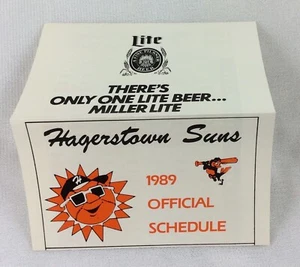 Lite
THERE'S
ONLY ONE LITE BEER...
MILLER LITE
Hagerstown Suns
H
1989
OFFICIAL
SCHEDULE